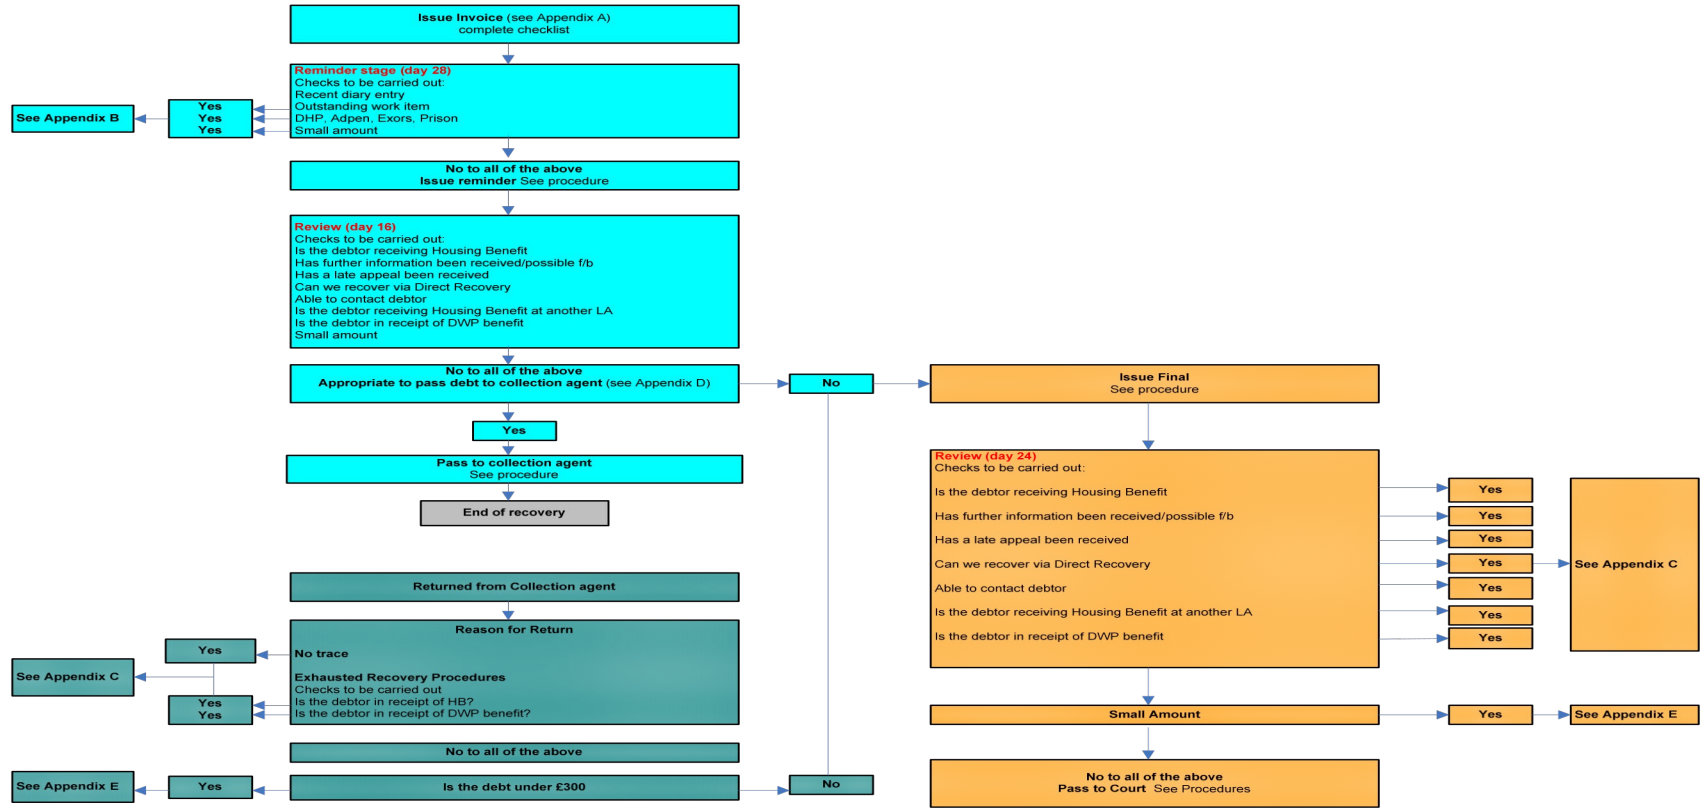 Issue Invoice (see Appendix A)
complete checklist
Reminder stage (day 28)
Checks to be carried out:
Recent diary entry
Outstanding work item
DHP, Adpen, Exors, Prison
Small amount
Yes
Yes
Yes
See Appendix B
No to all of the above
Issue reminder See procedure
Review (day 16)
Checks to be carried out:
Is the debtor receiving Housing Benefit
Has further information been received/possible f/b
Has a late appeal been received
Can we recover via Direct Recovery
Able to contact debtor
Is the debtor receiving Housing Benefit at another LA
Is the debtor in receipt of DWP benefit
Small amount
No to all of the above
Appropriate to pass debt to collection agent (see Appendix D)
No
Yes
Pass to collection agent
See procedure
End of recovery
Issue Final
See procedure
Review (day 24)
Checks to be carried out:
Is the debtor receiving Housing Benefit
Yes
Has further information been received/possible f/b
Yes
Has a late appeal been received
Yes
Can we recover via Direct Recovery
Yes
See Appendix C
Able to contact debtor
Yes
Is the debtor receiving Housing Benefit at another LA
Yes
Is the debtor in receipt of DWP benefit
Yes
Small Amount
Yes
See Appendix E
No to all of the above
Pass to Court See Procedures
Returned from Collection agent
Reason for Return
No trace
Yes
Exhausted Recovery Procedures
Checks to be carried out
Is the debtor in receipt of HB?
Is the debtor in receipt of DWP benefit?
Yes
Yes
See Appendix C
No to all of the above
Is the debt under £300
Yes
See Appendix E
No